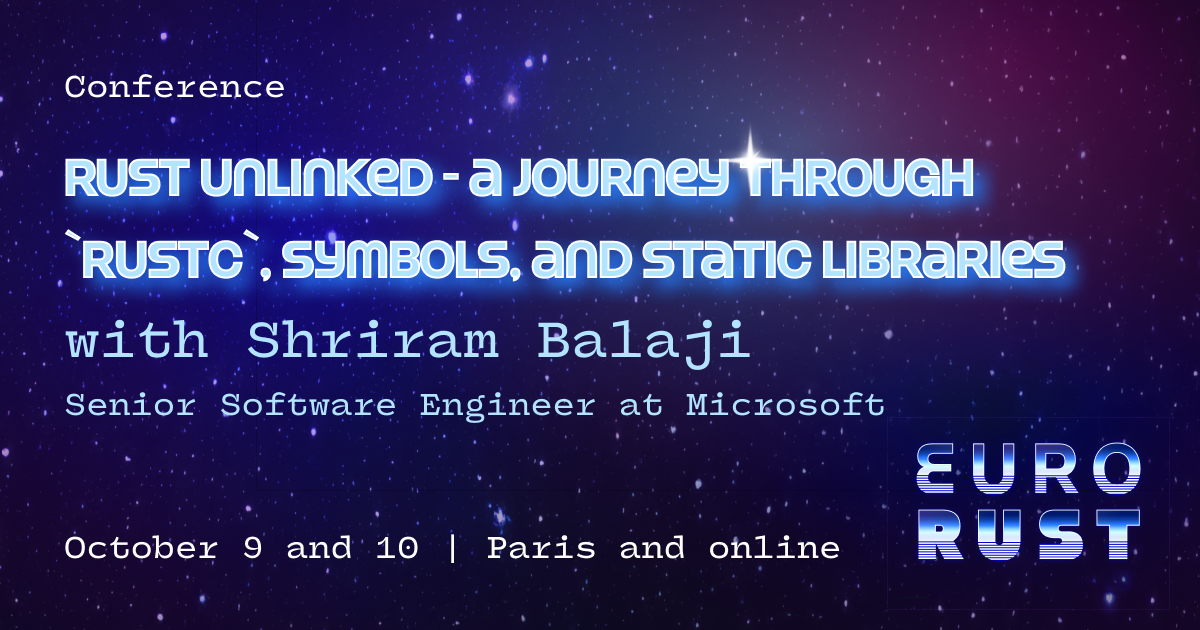 Conference
RUST UNLINKED - A JOURNEY THROUGH
`RUSTC`, SYMBOLS, AND STATIC LIBRARIES
with Shriram Balaji
Senior Software Engineer at Microsoft
EURO
RUST
October 9 and 10 | Paris and online